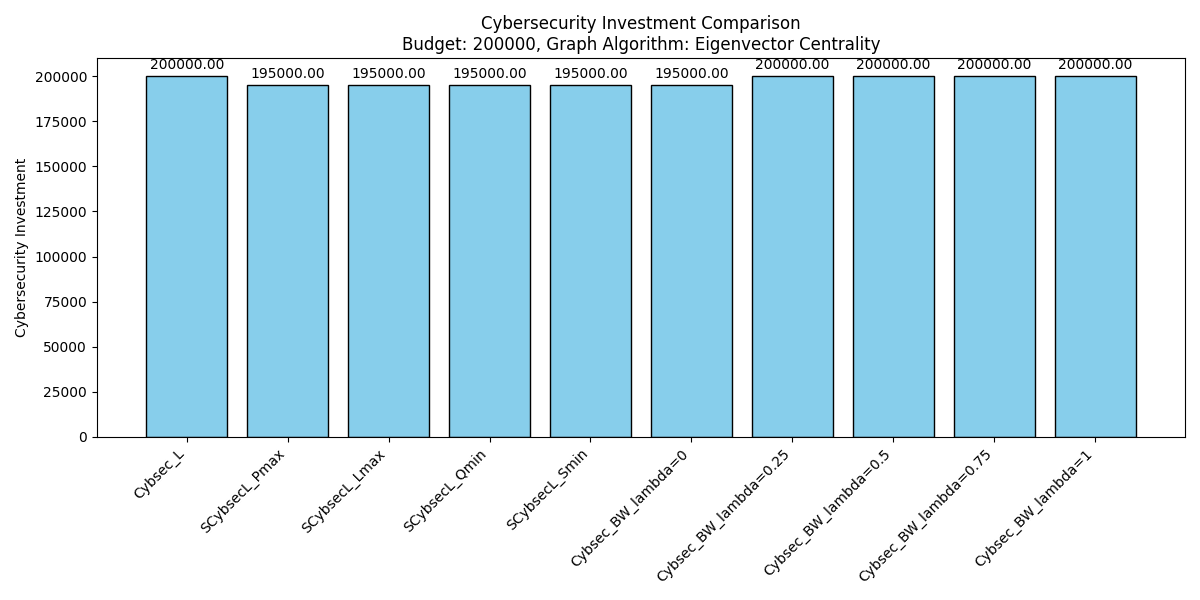 Cybersecurity Investment Comparison
Budget: 200000, Graph Algorithm: Eigenvector Centrality
Cybersecurity Investment
200000
175000
150000
125000
100000
75000
50000
25000
0
200000.00
195000.00
195000.00
195000.00
195000.00
195000.00
200000.00
200000.00
200000.00
200000.00
Cybsec_L
SCybsecL_Pmax
SCybsecL_Lmax
SCybsecL_Qmin
SCybsecL_Smin
Cybsec_BW_lambda=0
Cybsec_BW_lambda=0.25
Cybsec_BW_lambda=0.5
Cybsec_BW_lambda=0.75
Cybsec_BW_lambda=1